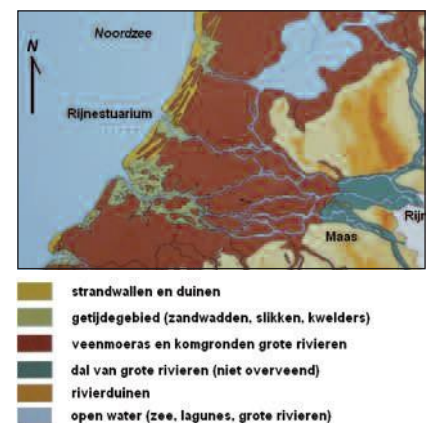 Noordzee
N
Rijnestuarium
Maas
strandwallen en duinen
getijdegebied (zandwadden, slikken, kwelders)
veenmoeras en komgronden grote rivieren
dal van grote rivieren (niet overveend)
rivierduinen
open water (zee, lagunes, grote rivieren)